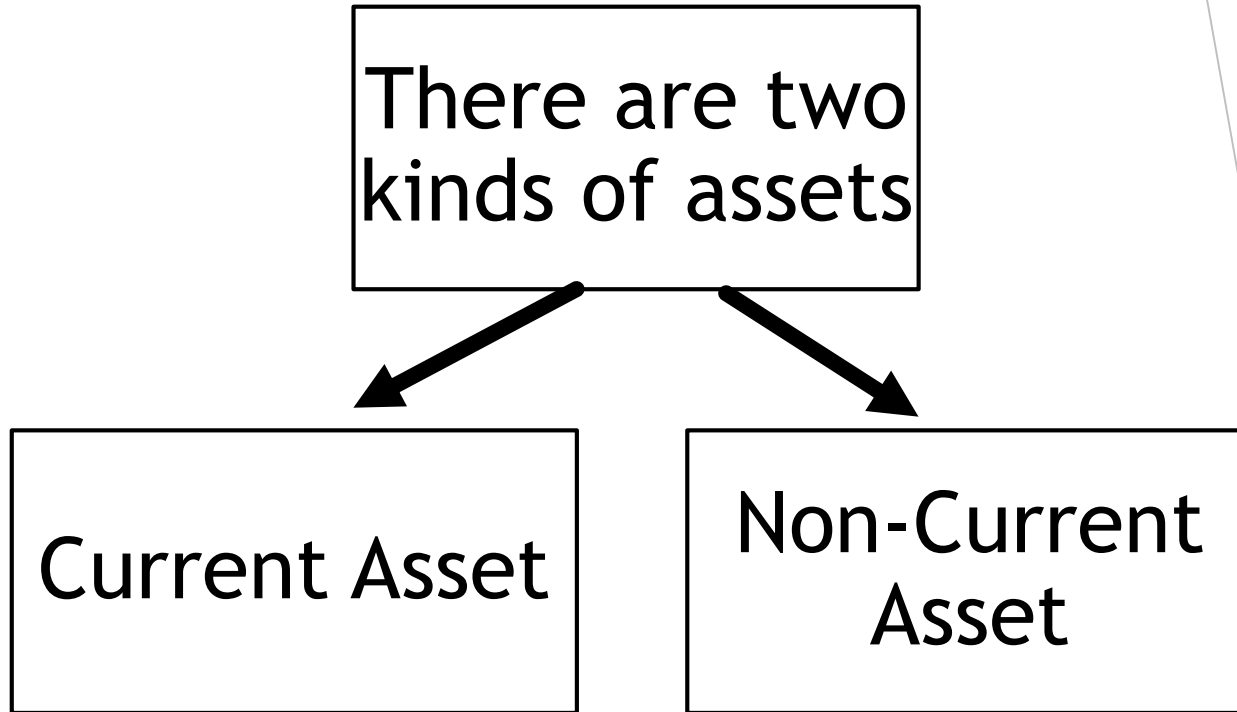 There are two
kinds of assets
Current Asset
Non-Current
Asset